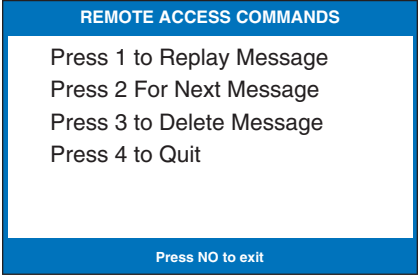 REMOTE ACCESS COMMANDS
Press 1 to Replay Message
Press 2 For Next Message
Press 3 to Delete Message
Press 4 to Quit
Press NO to exit